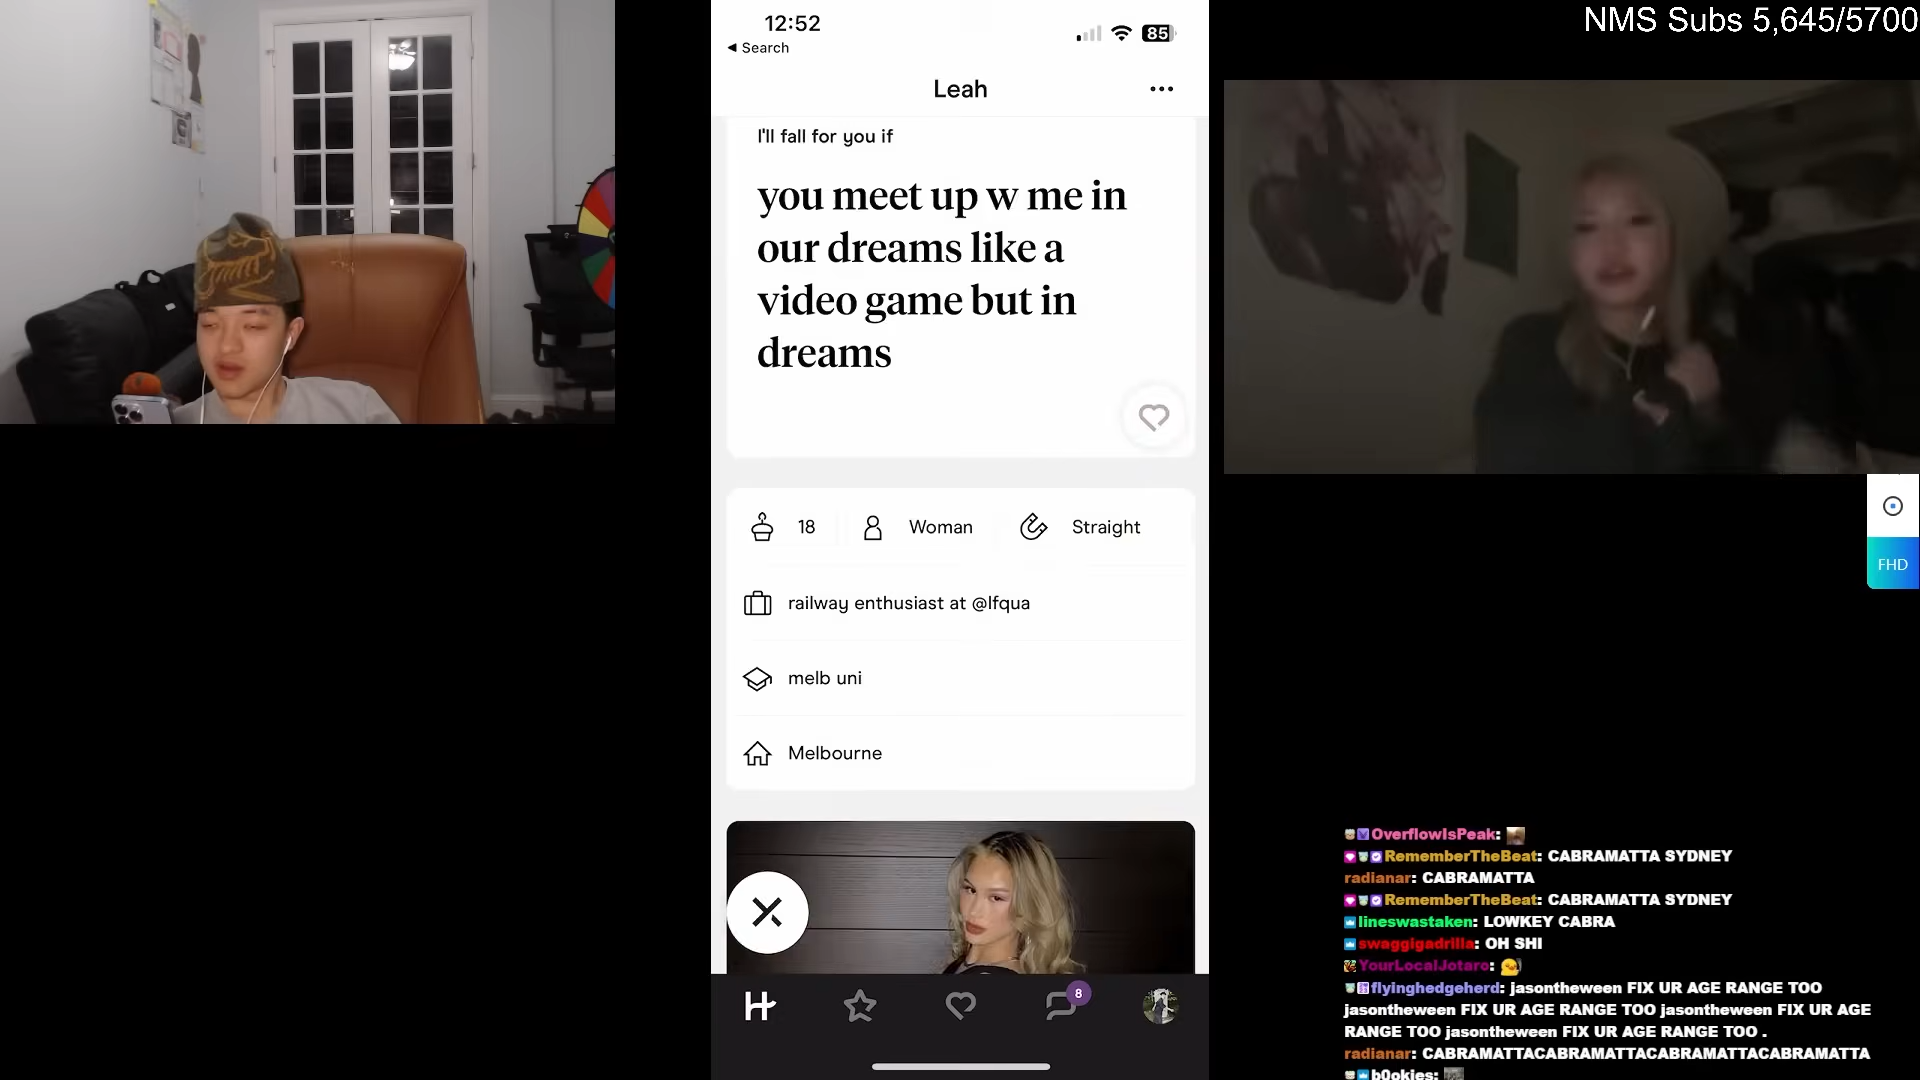 NMS Subs 5,645/5700
12:52
85
Search
Leah
I'll fall for you if
you meet up w me in
our dreams like a
video game but in
dreams
18
Woman
Straight
railway enthusiast at @lfqua
melb uni
Melbourne
8
FHD
OverflowIsPeak:
RememberTheBeat: CABRAMATTA SYDNEY
radianar: CABRAMATTA
RememberTheBeat: CABRAMATTA SYDNEY
lineswastaken: LOWKEY CABRA
swaggigadrilla: OH SHI
YourLocalJotaro:
flyinghedgeherd: jasontheween FIX UR AGE RANGE TOO
jasontheween FIX UR AGE RANGE TOO jasontheween FIX UR AGE
RANGE TOO jasontheween FIX UR AGE RANGE TOO .
radianar: CABRAMATTACABRAMATTACABRAMATTACABRAMATTA
b0okies: